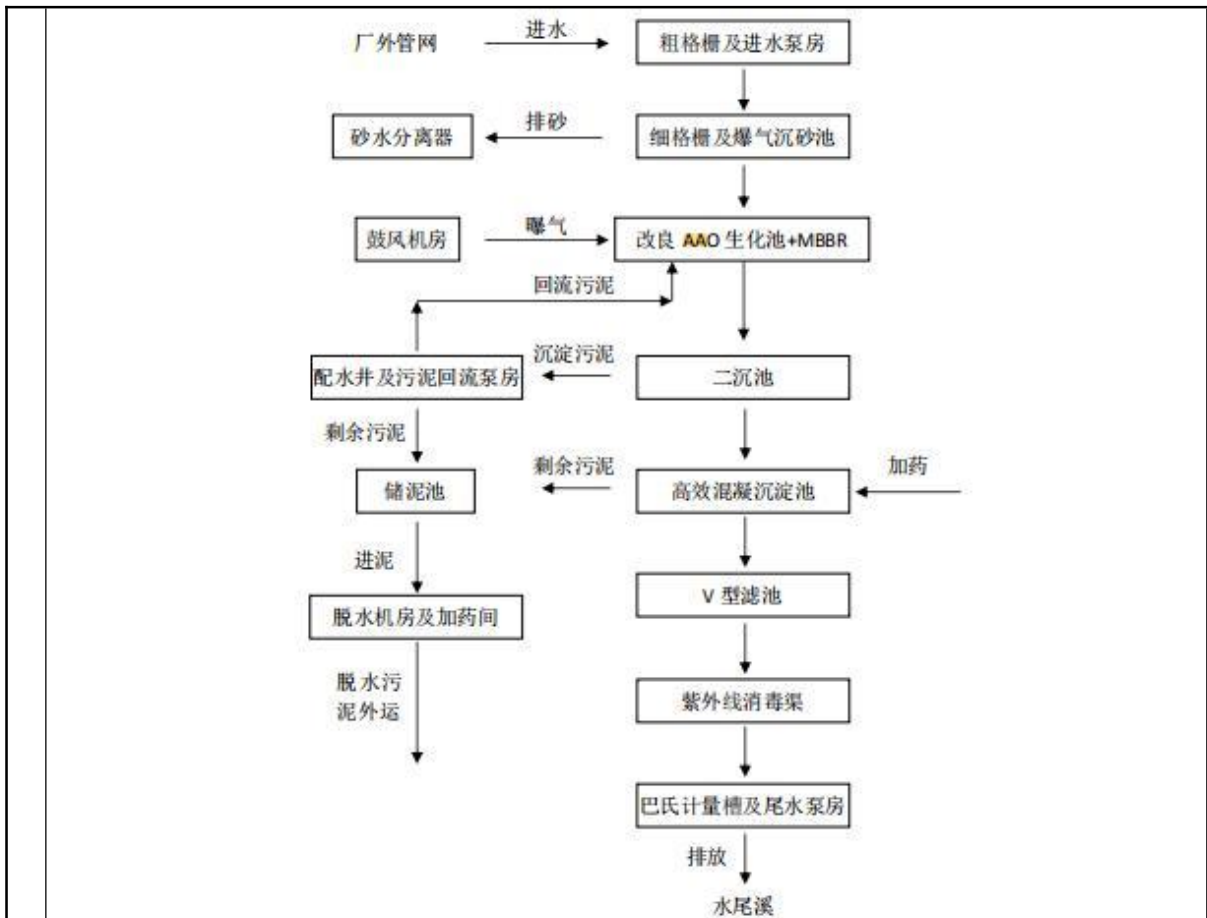 厂外管网
进水
粗格栅及进水泵房
砂水分离器
排砂
细格栅及爆气沉砂池
鼓风机房
曝气
改良 AAO 生化池+MBBR
回流污泥
配水井及污泥回流泵房
沉淀污泥
二沉池
剩余污泥
储泥池
剩余污泥
高效混凝沉淀池
加药
进泥
V 型滤池
脱水机房及加药间
脱水污
泥外运
紫外线消毒渠
巴氏计量槽及尾水泵房
排放
水尾溪